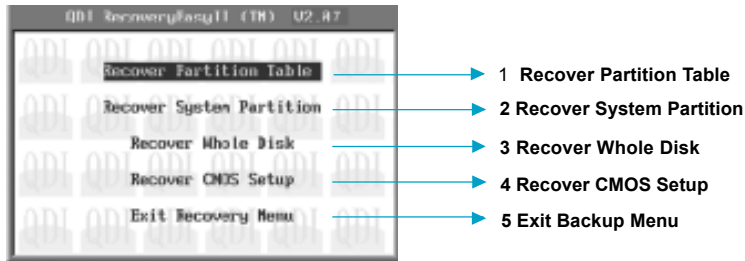 QDI RecoveryEasyII (TM) V2.A7
Recover Partition Table
1 Recover Partition Table
Recover System Partition
2 Recover System Partition
Recover Whole Disk
3 Recover Whole Disk
Recover CMOS Setup
4 Recover CMOS Setup
Exit Recovery Menu
5 Exit Backup Menu